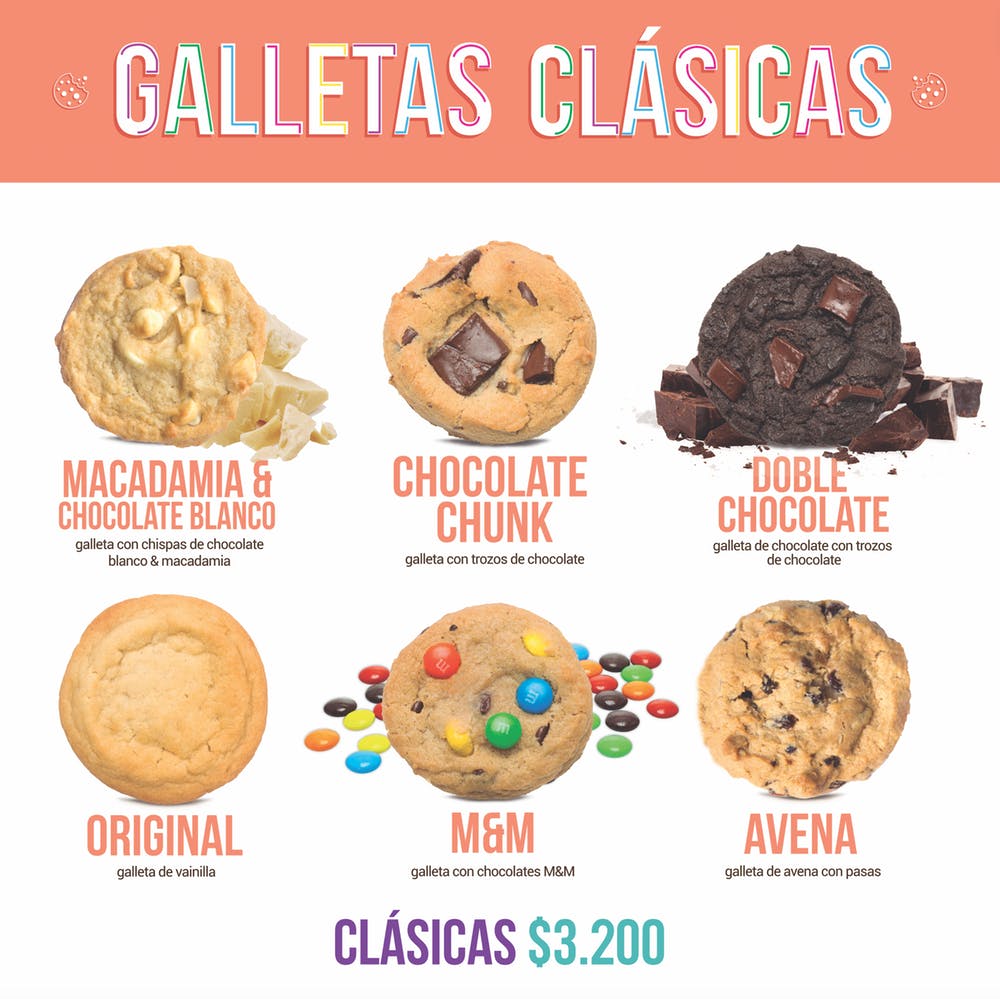 GALLETAS CLÁSICAS
MACADAMIA &
CHOCOLATE BLANCO
galleta con chispas de chocolate
blanco & macadamia
CHOCOLATE
CHUNK
galleta con trozos de chocolate
DOBLE
CHOCOLATE
galleta de chocolate con trozos
de chocolate
ORIGINAL
galleta de vainilla
m
m
m
M&M
galleta con chocolates M&M
AVENA
galleta de avena con pasas
CLÁSICAS $3.200